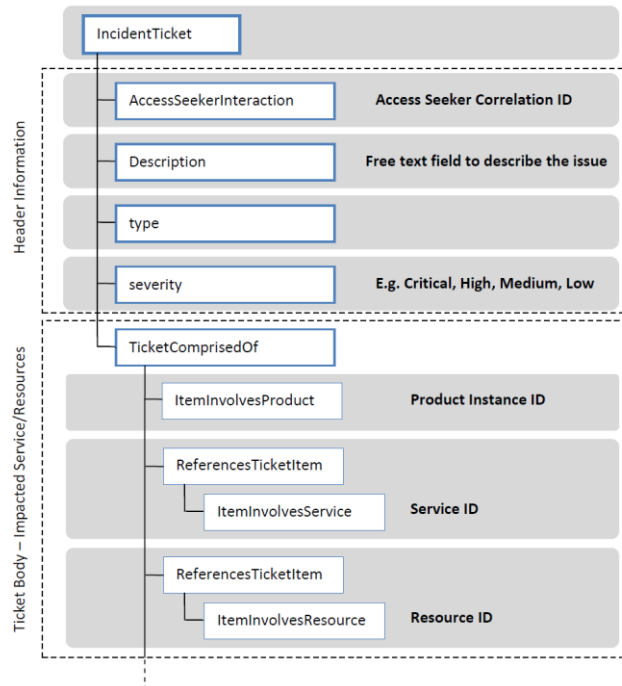 IncidentTicket
Header Information
AccessSeekerInteraction
Access Seeker Correlation ID
Description
Free text field to describe the issue
type
severity
E.g. Critical, High, Medium, Low
Ticket Body – Impacted Service/Resources
TicketComprisedOf
ItemInvolvesProduct
Product Instance ID
ReferencesTicketItem
ItemInvolvesService
Service ID
ReferencesTicketItem
ItemInvolvesResource
Resource ID